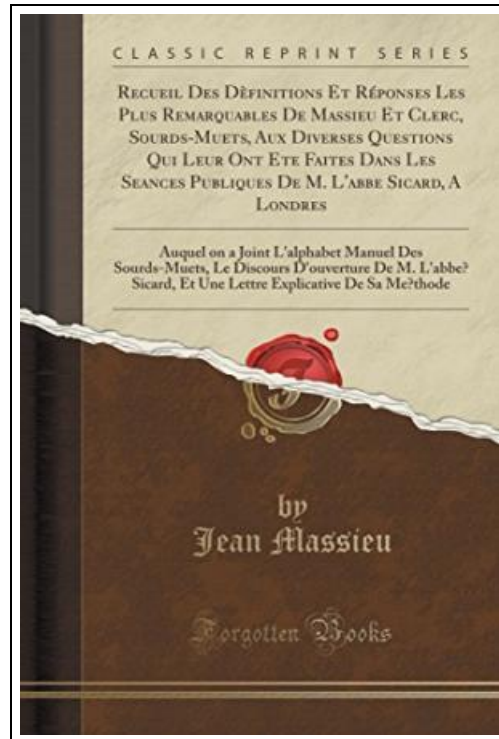 CLASSIC REPRINT SERIES
RECUEIL DES DÈFINITIONS ET RÉPONSES LES
PLUS REMARQUABLES DE MASSIEU ET CLERC,
SOURDS-MUETS, AUX DIVERSES QUESTIONS
QUI LEUR ONT ETE FAITES DANS LES
SEANCES PUBLIQUES DE M. L'ABBE SICARD, A
LONDRES
Auquel on a Joint L'alphabet Manuel Des
Sourds-Muets, Le Discours D'ouverture De M. L'abbe?
Sicard, Et Une Lettre Explicative De Sa Me?thode
by
Jean Massieu
Forgotten Books